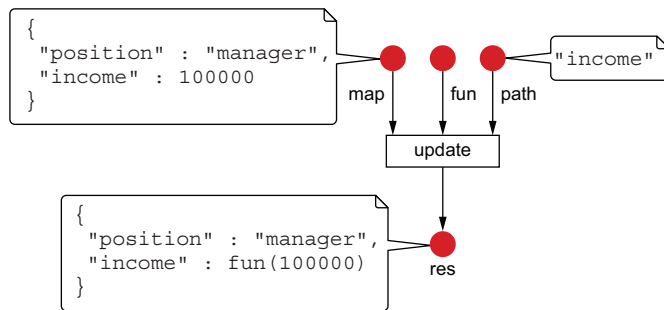 {
"position" : "manager",
"income" : 100000
}
"income"
map
fun
path
update
{
"position" : "manager",
"income" : fun(100000)
}
res